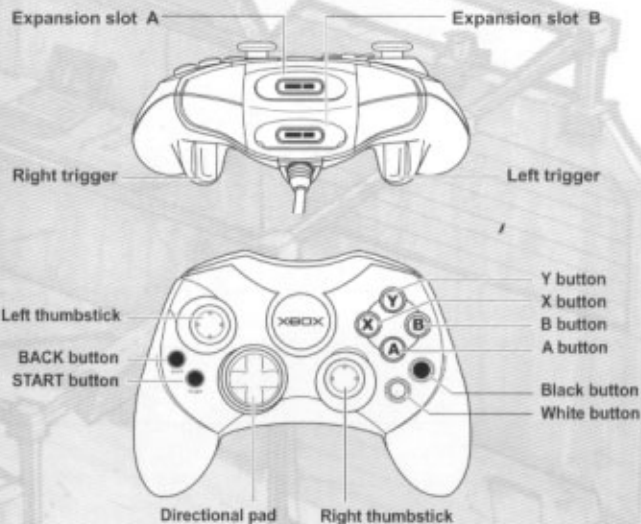 Expansion slot A
Expansion slot B
Right trigger
Left trigger
Left thumbstick
XBOX
Y
X
B
A
Y button
X button
B button
A button
BACK button
START button
Black button
White button
Directional pad
Right thumbstick